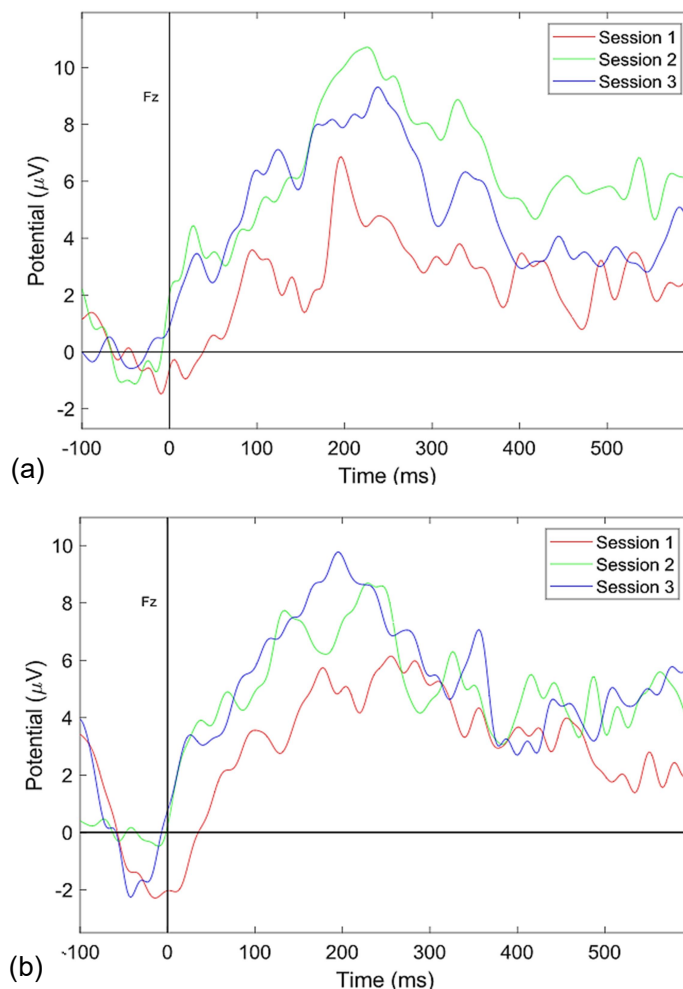 10
8
6
4
2
0
-2
Potential (μV)
Fz
Session 1
Session 2
Session 3
-100 0 100 200 300 400 500
Time (ms)
(a)
10
8
6
4
2
0
-2
Potential (μV)
Fz
Session 1
Session 2
Session 3
-100 0 100 200 300 400 500
Time (ms)
(b)